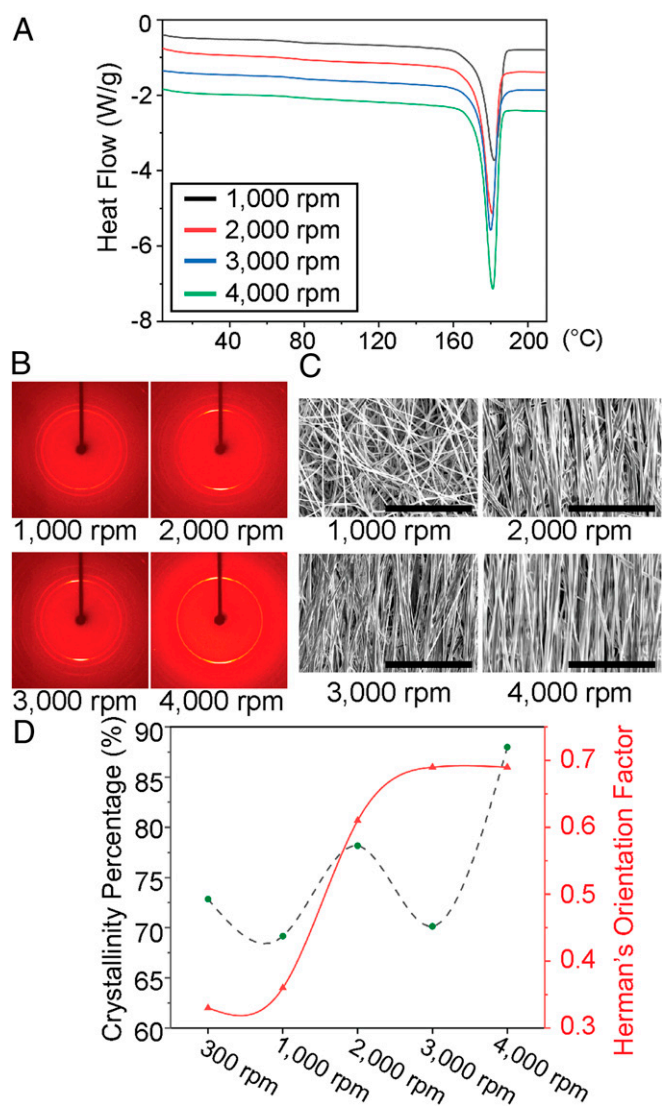 A
0
-2
-4
-6
-8
Heat Flow (W/g)
1,000 rpm
2,000 rpm
3,000 rpm
4,000 rpm
40 80 120 160 200 (°C)
B
1,000 rpm 2,000 rpm
3,000 rpm 4,000 rpm
C
1,000 rpm 2,000 rpm
3,000 rpm 4,000 rpm
D
90
85
80
75
70
65
60
Crystallinity Percentage (%)
0.7
0.6
0.5
0.4
0.3
Herman's Orientation Factor
300 rpm
1,000 rpm
2,000 rpm
3,000 rpm
4,000 rpm